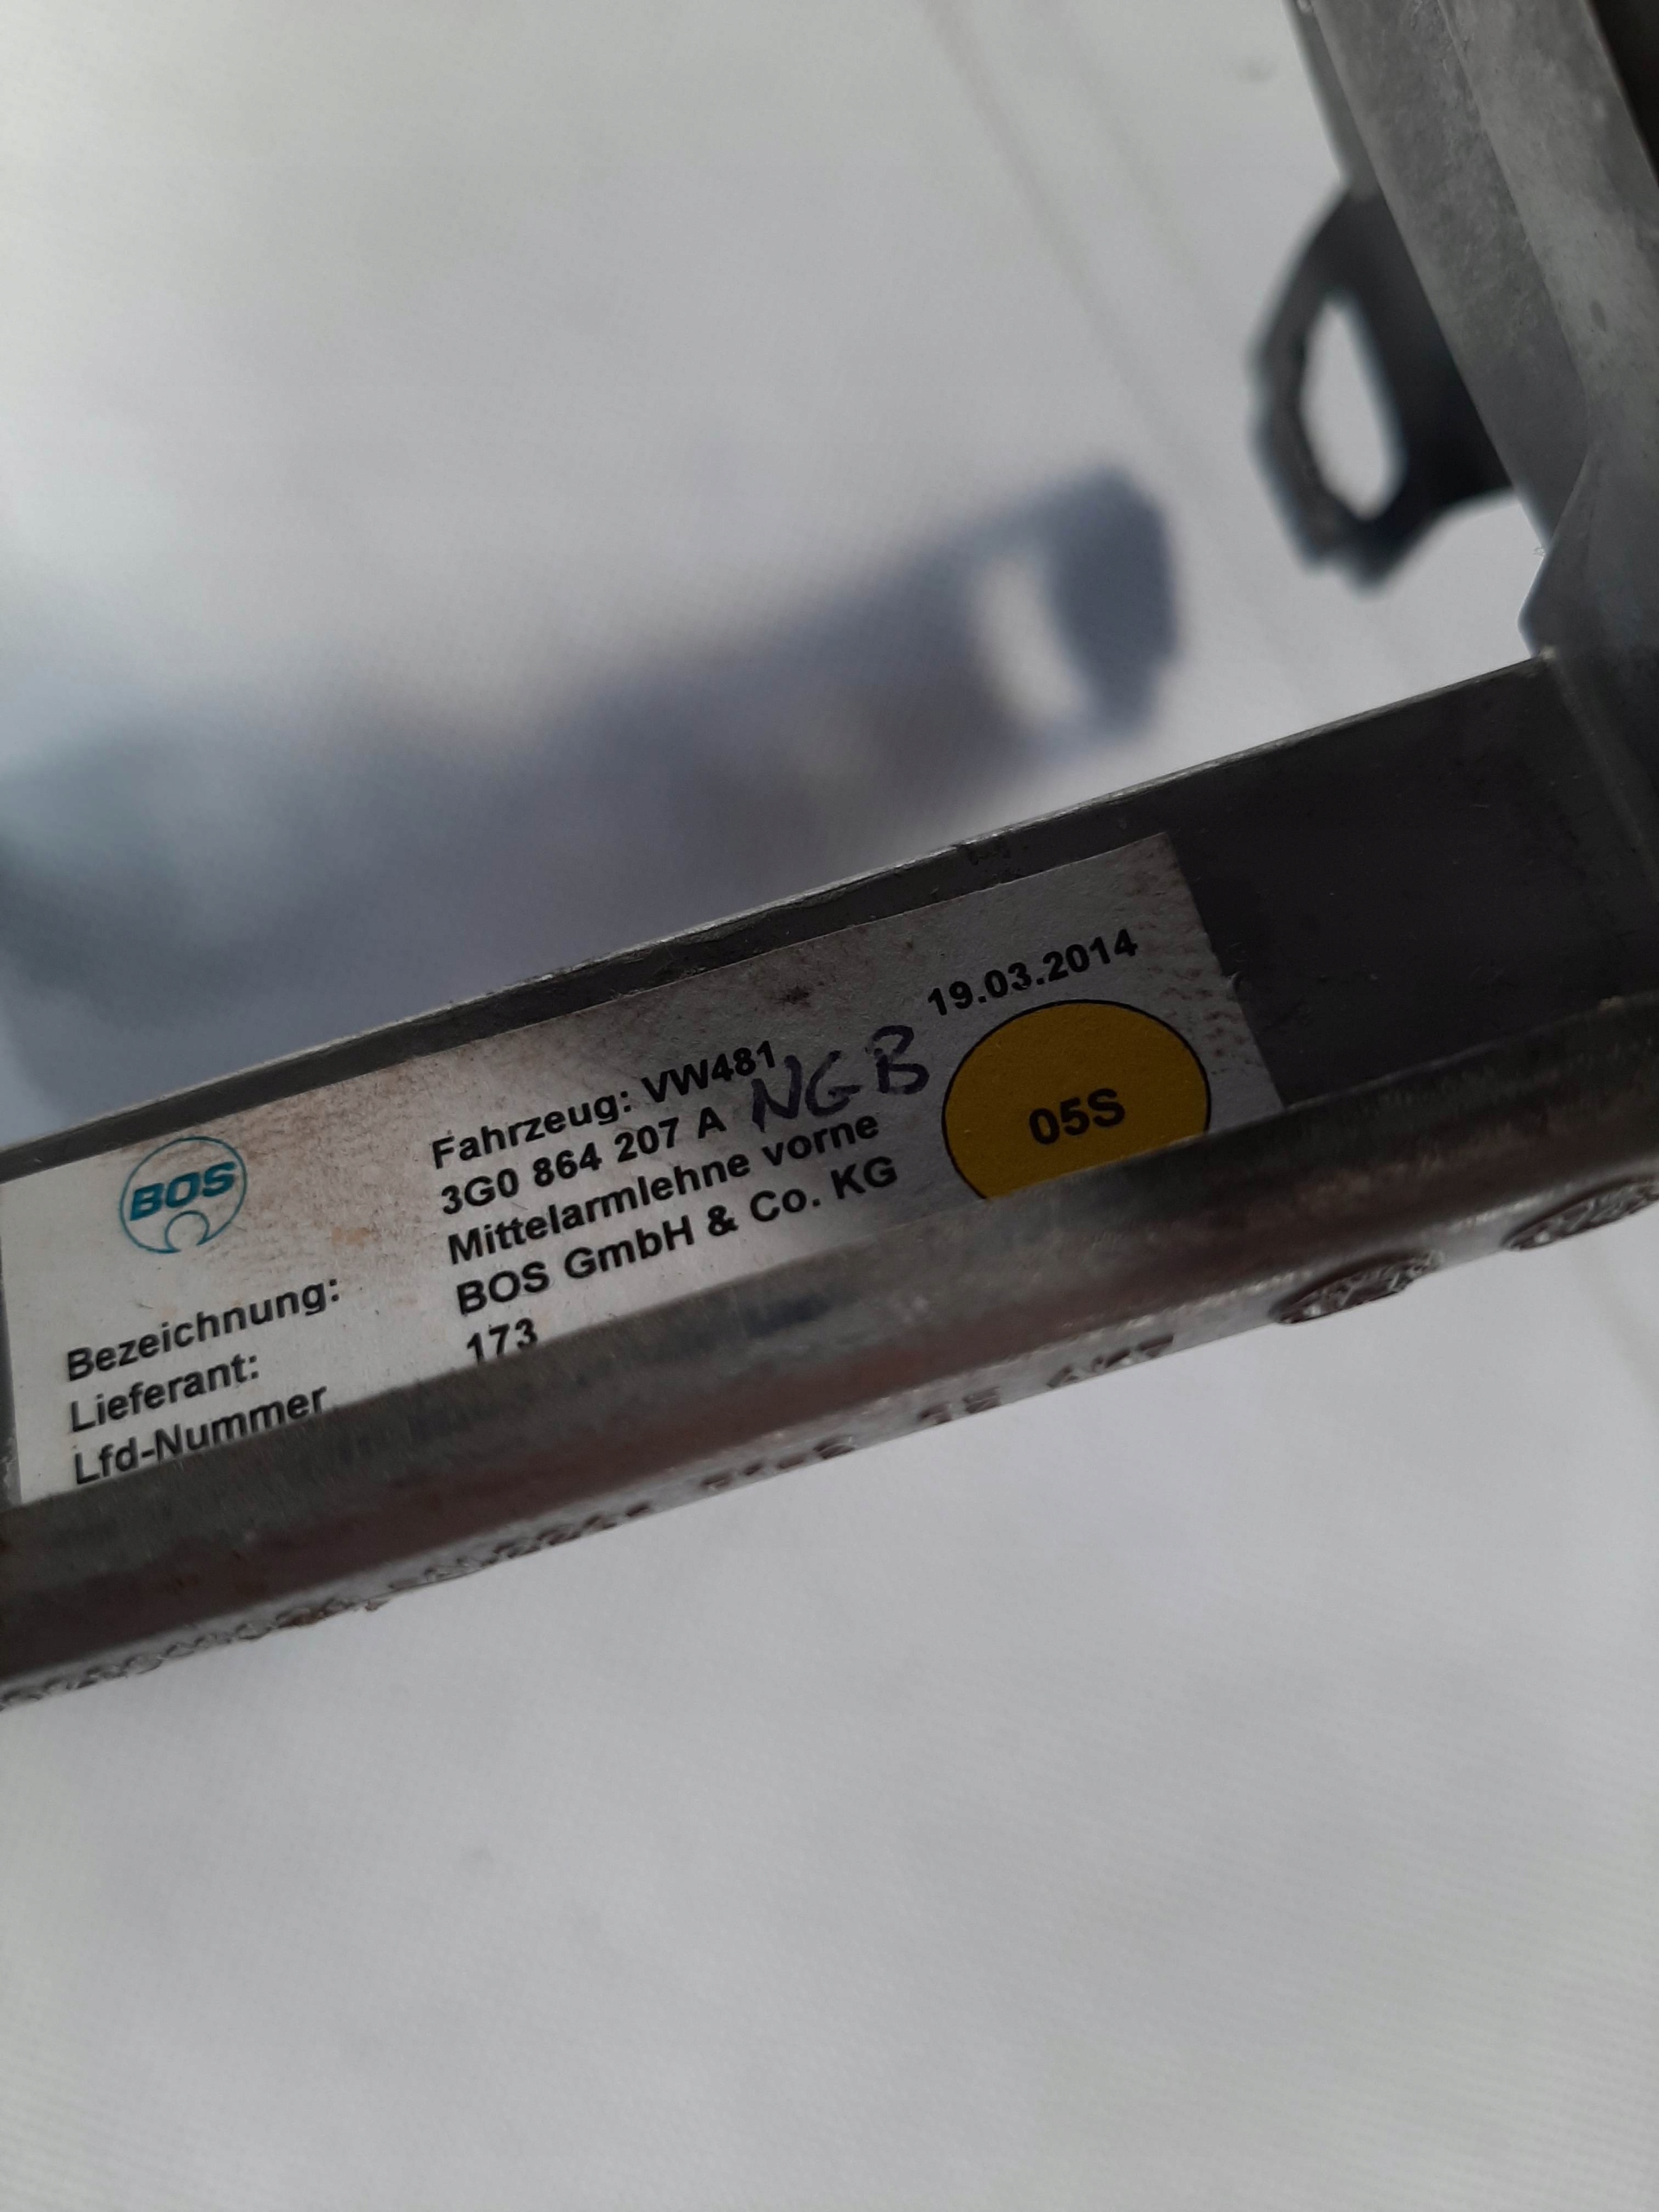 BOS
19.03.2014
Fahrzeug: VW481
3G0 864 207 A NGB
05S
Bezeichnung: Mittelarmlehne vorne
Lieferant: BOS GmbH & Co. KG
Lfd-Nummer 173